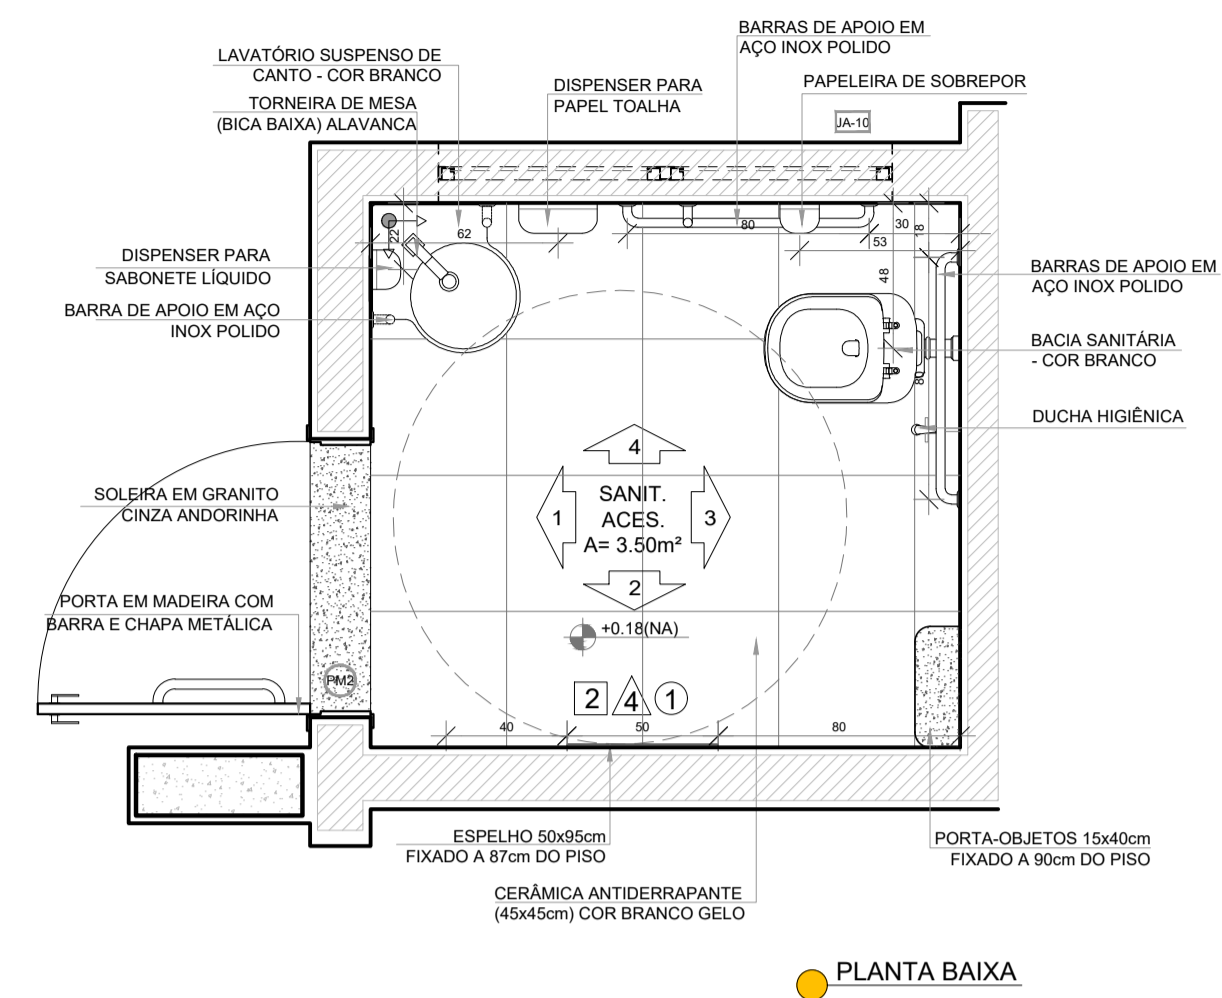 BARRAS DE APOIO EM
AÇO INOX POLIDO
LAVATÓRIO SUSPENSO DE
CANTO - COR BRANCO
DISPENSER PARA
PAPEL TOALHA
PAPELEIRA DE SOBREPOR
TORNEIRA DE MESA
(BICA BAIXA) ALAVANCA
JA-10
22
62
80
30
18
53
48
DISPENSER PARA
SABONETE LÍQUIDO
BARRAS DE APOIO EM
AÇO INOX POLIDO
BARRA DE APOIO EM AÇO
INOX POLIDO
BACIA SANITÁRIA
- COR BRANCO
DUCHA HIGIÊNICA
4
SANIT.
ACES.
A= 3.50m²
1
3
2
SOLEIRA EM GRANITO
CINZA ANDORINHA
PORTA EM MADEIRA COM
BARRA E CHAPA METÁLICA
+0.18(NA)
PM2
2 4 1
40
50
80
ESPELHO 50x95cm
FIXADO A 87cm DO PISO
PORTA-OBJETOS 15x40cm
FIXADO A 90cm DO PISO
CERÂMICA ANTIDERRAPANTE
(45x45cm) COR BRANCO GELO
PLANTA BAIXA